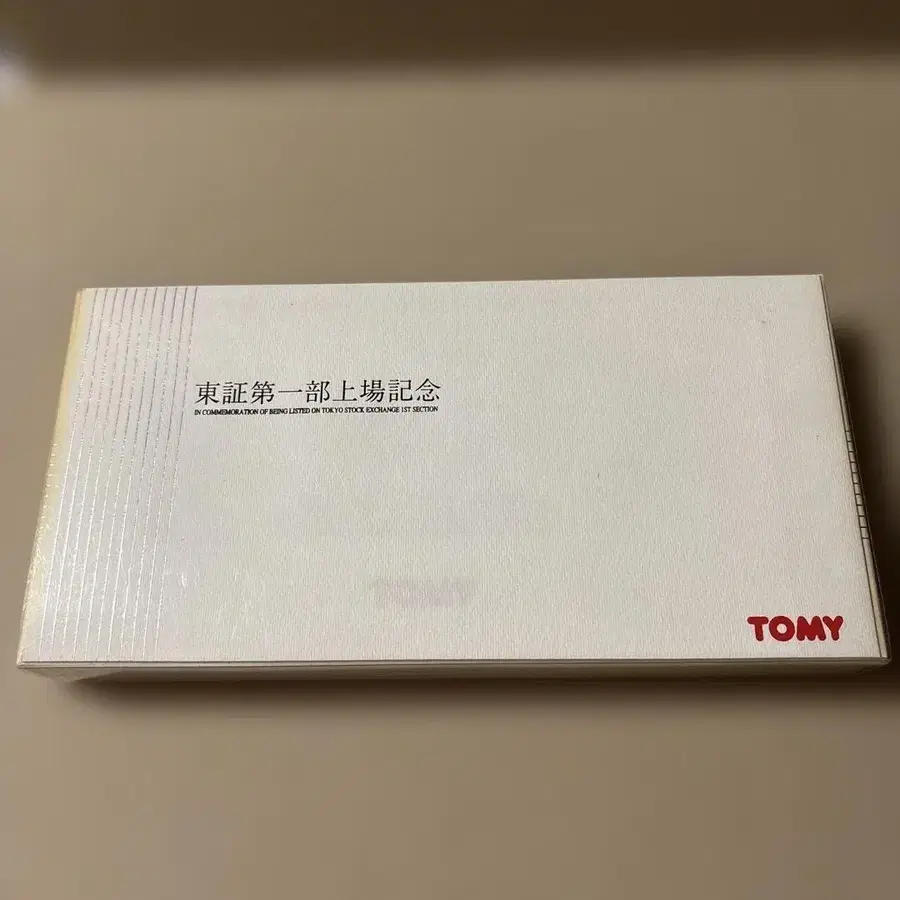 東証第一部上場記念
IN COMMEMORATION OF BEING LISTED ON TOKYO STOCK EXCHANGE 1ST SECTION
TOMY
TOMY